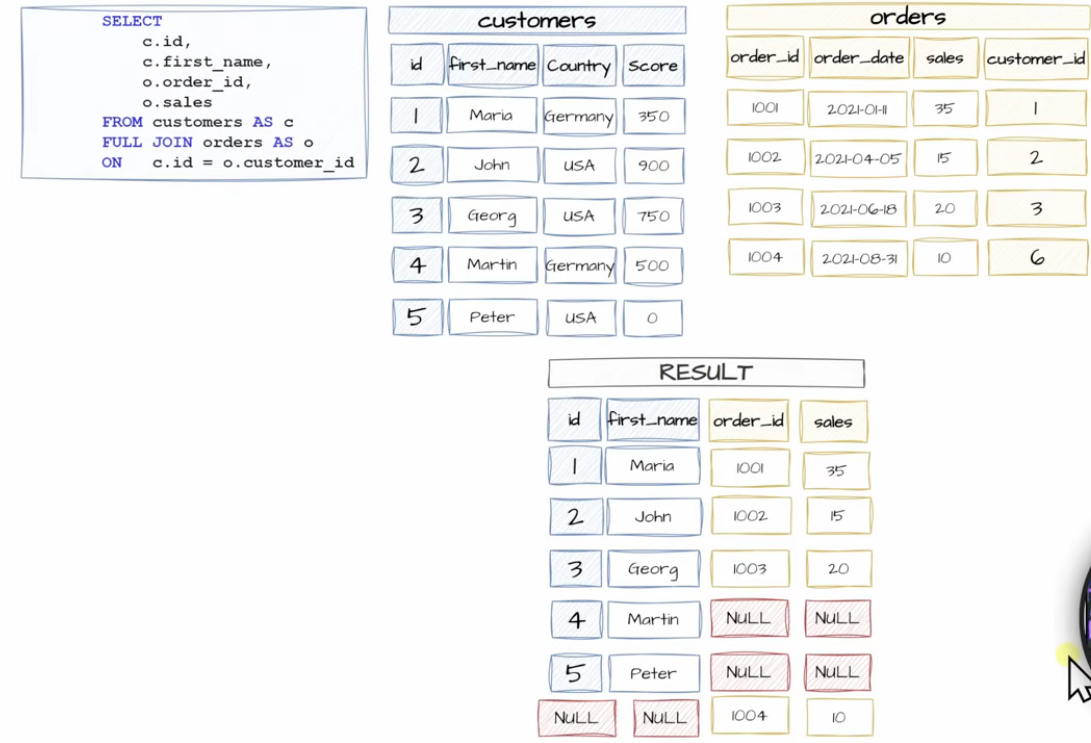 SELECT
c.id,
c.first_name,
o.order_id,
o.sales
FROM customers AS c
FULL JOIN orders AS o
ON c.id = o.customer_id
customers
id first_name Country Score
1 Maria Germany 350
2 John USA 900
3 Georg USA 750
4 Martin Germany 500
5 Peter USA 0
orders
order_id order_date sales customer_id
1001 2021-01-11 35 1
1002 2021-04-05 15 2
1003 2021-06-18 20 3
1004 2021-08-31 10 6
RESULT
id first_name order_id sales
1 Maria 1001 35
2 John 1002 15
3 Georg 1003 20
4 Martin NULL NULL
5 Peter NULL NULL
NULL NULL 1004 10